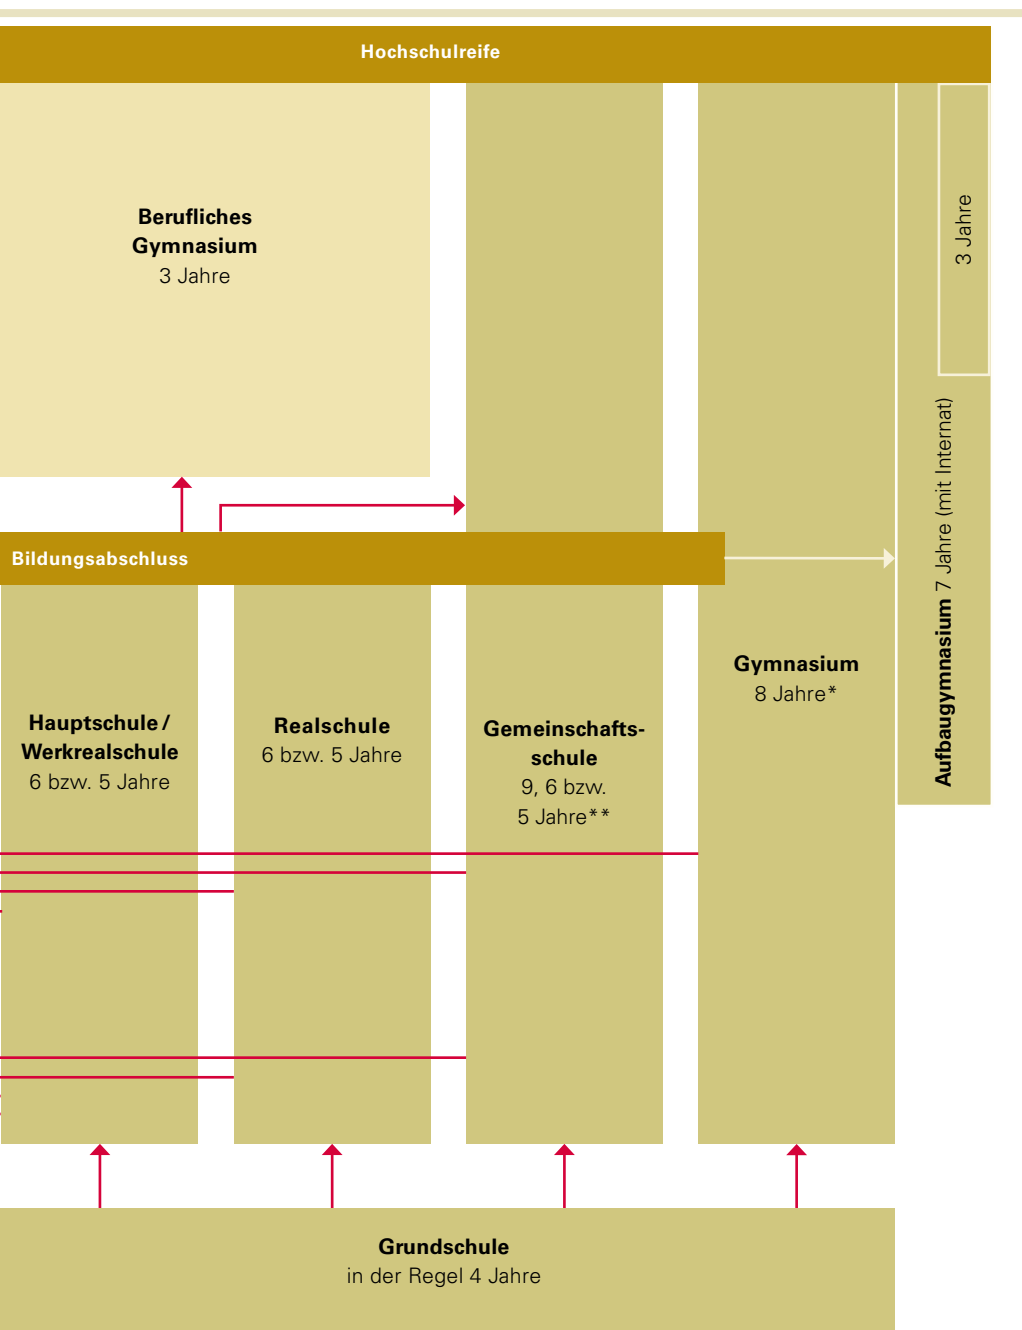 Hochschulreife
Berufliches
Gymnasium
3 Jahre
3 Jahre
Aufbaugymnasium 7 Jahre (mit Internat)
Bildungsabschluss
Hauptschule /
Werkrealschule
6 bzw. 5 Jahre
Realschule
6 bzw. 5 Jahre
Gemeinschafts-
schule
9, 6 bzw.
5 Jahre**
Gymnasium
8 Jahre*
Grundschule
in der Regel 4 Jahre